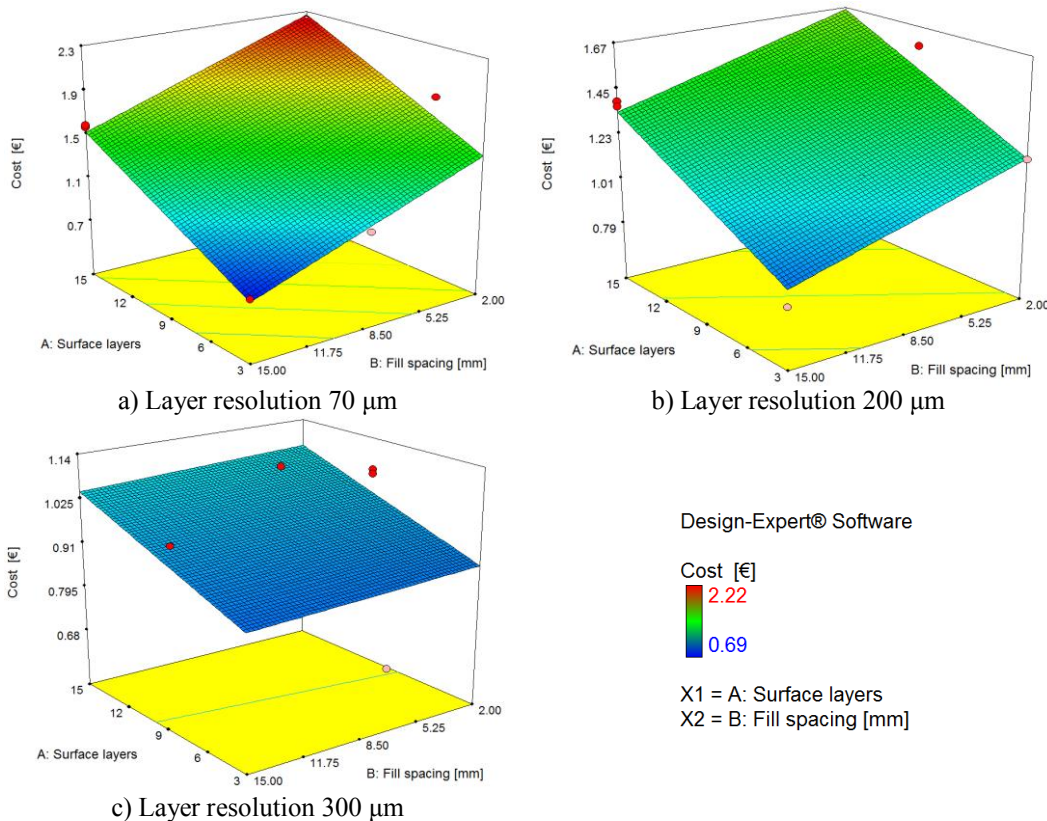 2.3
1.9
1.5
1.1
0.7
Cost [€]
15
12
9
6
3
A: Surface layers
15.00
11.75
8.50
5.25
2.00
B: Fill spacing [mm]
a) Layer resolution 70 μm
1.67
1.45
1.23
1.01
0.79
Cost [€]
15
12
9
6
3
A: Surface layers
15.00
11.75
8.50
5.25
2.00
B: Fill spacing [mm]
b) Layer resolution 200 μm
1.14
1.025
0.91
0.795
0.68
Cost [€]
15
12
9
6
3
A: Surface layers
15.00
11.75
8.50
5.25
2.00
B: Fill spacing [mm]
c) Layer resolution 300 μm
Design-Expert® Software
Cost [€]
2.22
0.69
X1 = A: Surface layers
X2 = B: Fill spacing [mm]